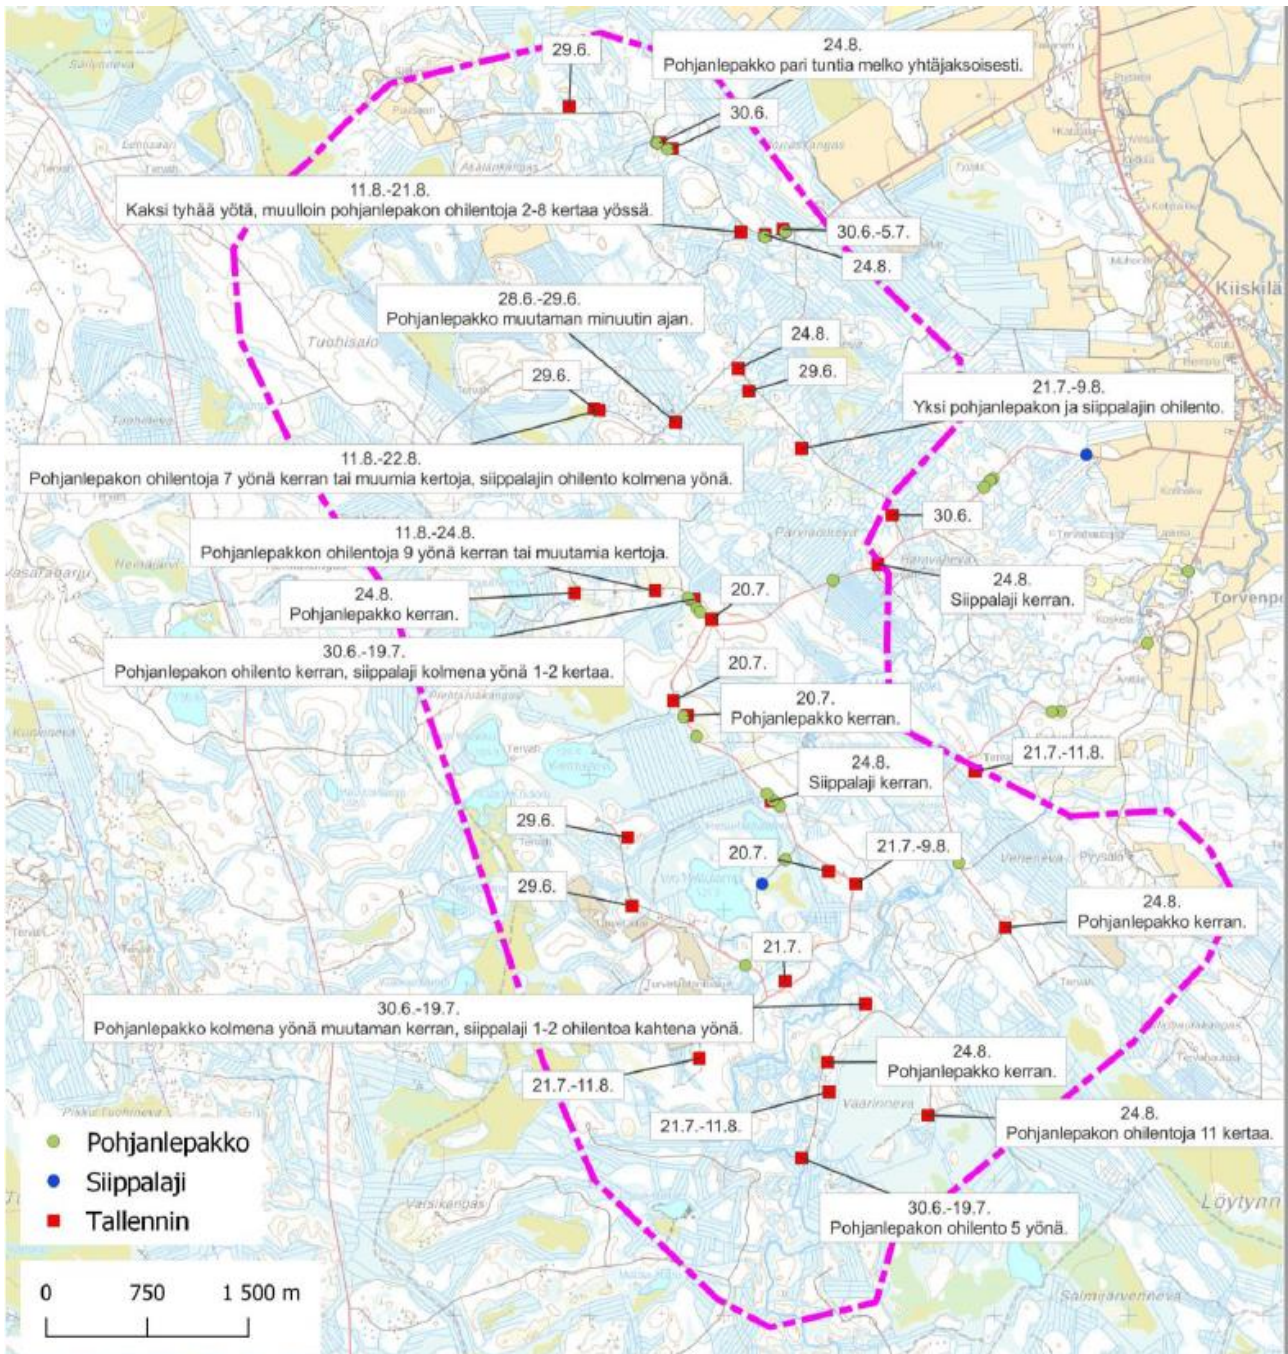 29.6.
24.8.
Pohjanlepakko pari tuntia melko yhtäjaksoisesti.
30.6.
11.8.-21.8.
Kaksi tyhää yötä, muulloin pohjanlepakon ohilentoja 2-8 kertaa yössä.
30.6.-5.7.
24.8.
Kiiskilä
28.6.-29.6.
Pohjanlepakko muutaman minuutin ajan.
Tuohisalo
24.8.
29.6.
29.6.
21.7.-9.8.
Yksi pohjanlepakon ja siippalajin ohilento.
11.8.-22.8.
Pohjanlepakon ohilentoja 7 yönä kerran tai muumia kertoja, siippalajin ohilento kolmena yönä.
30.6.
11.8.-24.8.
Pohjanlepakkon ohilentoja 9 yönä kerran tai muutamia kertoja.
24.8.
Pohjanlepakko kerran.
20.7.
24.8.
Siippalaji kerran.
30.6.-19.7.
Pohjanlepakon ohilento kerran, siippalaji kolmena yönä 1-2 kertaa.
20.7.
20.7.
Pohjanlepakko kerran.
21.7.-11.8.
24.8.
Siippalaji kerran.
29.6.
20.7.
21.7.-9.8.
Veneneva
Pyysalo
29.6.
24.8.
Pohjanlepakko kerran.
21.7.
30.6.-19.7.
Pohjanlepakko kolmena yönä muutaman kerran, siippalaji 1-2 ohilentoa kahtena yönä.
24.8.
Pohjanlepakko kerran.
21.7.-11.8.
21.7.-11.8.
Väärinneva
24.8.
Pohjanlepakon ohilentoja 11 kertaa.
30.6.-19.7.
Pohjanlepakon ohilento 5 yönä.
Varsikangas
Salmijärvenneva
Pohjanlepakko
Siippalaji
Tallennin
0 750 1 500 m